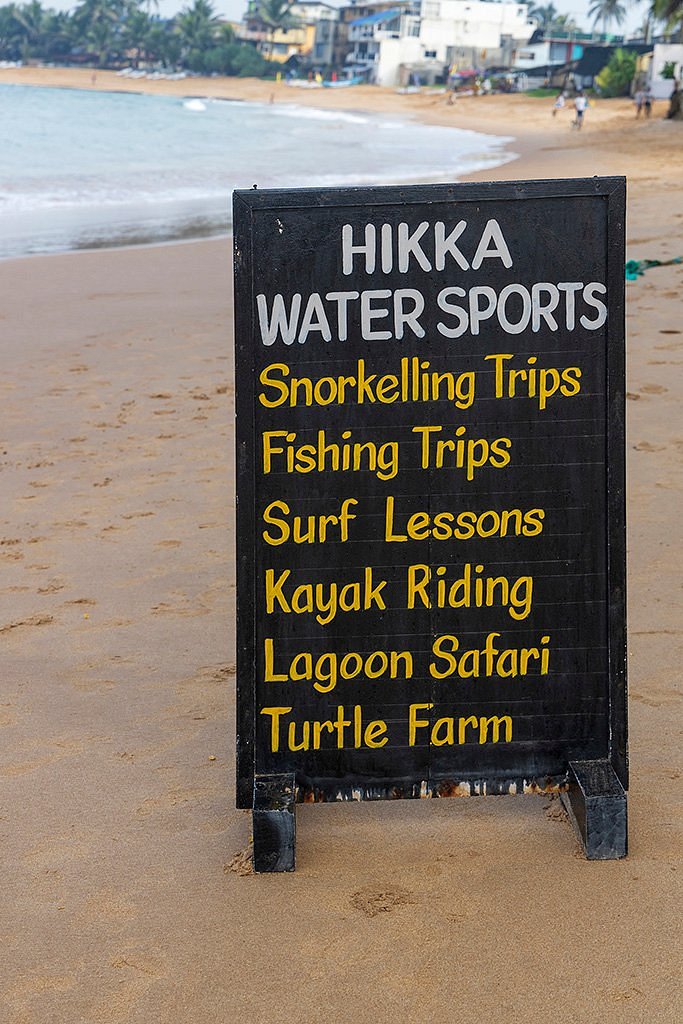 HIKKA
WATER SPORTS
Snorkelling Trips
Fishing Trips
Surf Lessons
Kayak Riding
Lagoon Safari
Turtle Farm